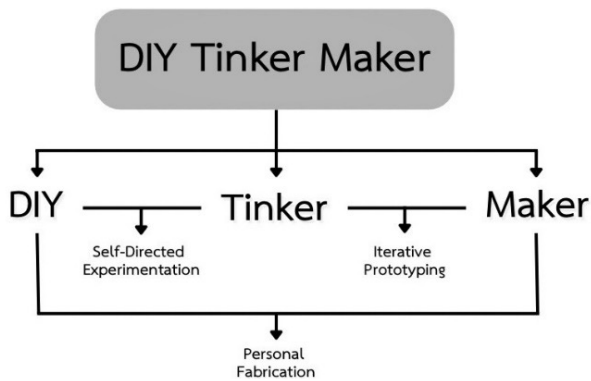 DIY Tinker Maker
DIY
Tinker
Maker
Self-Directed
Experimentation
Iterative
Prototyping
Personal
Fabrication